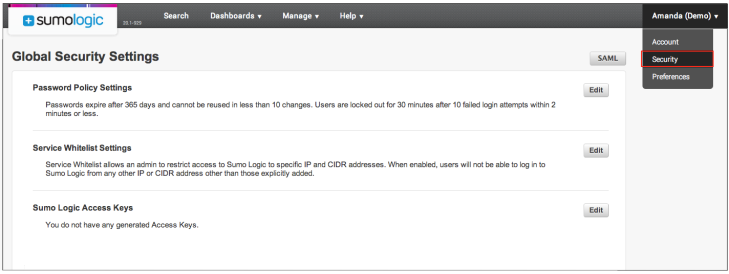 sumologic
Search
Dashboards ▾
Manage ▾
Help ▾
Amanda (Demo) ▾
Account
Security
Preferences
Global Security Settings
SAML
Password Policy Settings
Edit
Passwords expire after 365 days and cannot be reused in less than 10 changes. Users are locked out for 30 minutes after 10 failed login attempts within 2
minutes or less.
Service Whitelist Settings
Edit
Service Whitelist allows an admin to restrict access to Sumo Logic to specific IP and CIDR addresses. When enabled, users will not be able to log in to
Sumo Logic from any other IP or CIDR address other than those explicitly added.
Sumo Logic Access Keys
Edit
You do not have any generated Access Keys.